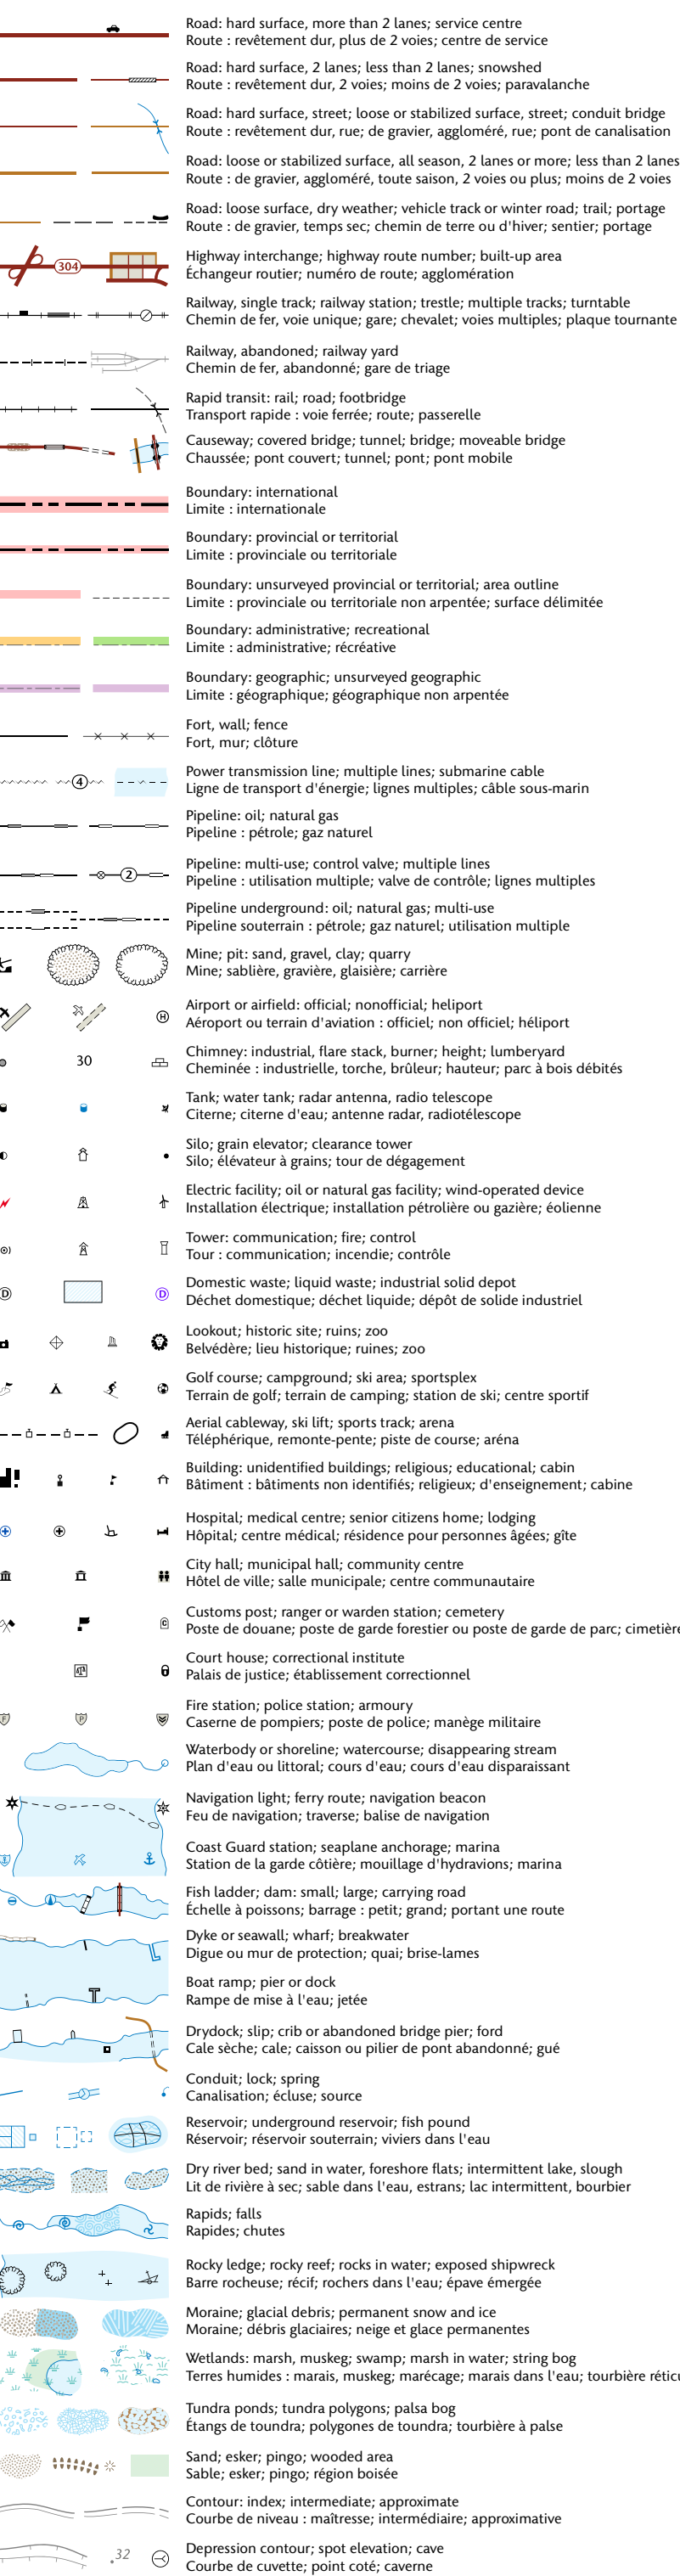 Road: hard surface, more than 2 lanes; service centre
Route : revêtement dur, plus de 2 voies; centre de service
Road: hard surface, 2 lanes; less than 2 lanes; snowshed
Route : revêtement dur, 2 voies; moins de 2 voies; paravalanche
Road: hard surface, street; loose or stabilized surface, street; conduit bridge
Route : revêtement dur, rue; de gravier, aggloméré, rue; pont de canalisation
Road: loose or stabilized surface, all season, 2 lanes or more; less than 2 lanes
Route : de gravier, aggloméré, toute saison, 2 voies ou plus; moins de 2 voies
Road: loose surface, dry weather; vehicle track or winter road; trail; portage
Route : de gravier, temps sec; chemin de terre ou d'hiver; sentier; portage
304
Highway interchange; highway route number; built-up area
Échangeur routier; numéro de route; agglomération
Railway, single track; railway station; trestle; multiple tracks; turntable
Chemin de fer, voie unique; gare; chevalet; voies multiples; plaque tournante
Railway, abandoned; railway yard
Chemin de fer, abandonné; gare de triage
Rapid transit: rail; road; footbridge
Transport rapide : voie ferrée; route; passerelle
Causeway; covered bridge; tunnel; bridge; moveable bridge
Chaussée; pont couvert; tunnel; pont; pont mobile
Boundary: international
Limite : internationale
Boundary: provincial or territorial
Limite : provinciale ou territoriale
Boundary: unsurveyed provincial or territorial; area outline
Limite : provinciale ou territoriale non arpentée; surface délimitée
Boundary: administrative; recreational
Limite : administrative; récréative
Boundary: geographic; unsurveyed geographic
Limite : géographique; géographique non arpentée
Fort, wall; fence
Fort, mur; clôture
4
Power transmission line; multiple lines; submarine cable
Ligne de transport d'énergie; lignes multiples; câble sous-marin
Pipeline: oil; natural gas
Pipeline : pétrole; gaz naturel
2
Pipeline: multi-use; control valve; multiple lines
Pipeline : utilisation multiple; valve de contrôle; lignes multiples
Pipeline underground: oil; natural gas; multi-use
Pipeline souterrain : pétrole; gaz naturel; utilisation multiple
Mine; pit: sand, gravel, clay; quarry
Mine; sablière, gravière, glaisière; carrière
H
Airport or airfield: official; nonofficial; heliport
Aéroport ou terrain d'aviation : officiel; non officiel; héliport
30
Chimney: industrial, flare stack, burner; height; lumberyard
Cheminée : industrielle, torche, brûleur; hauteur; parc à bois débités
Tank; water tank; radar antenna, radio telescope
Citerne; citerne d'eau; antenne radar, radiotélescope
Silo; grain elevator; clearance tower
Silo; élévateur à grains; tour de dégagement
Electric facility; oil or natural gas facility; wind-operated device
Installation électrique; installation pétrolière ou gazière; éolienne
Tower: communication; fire; control
Tour : communication; incendie; contrôle
D D
Domestic waste; liquid waste; industrial solid depot
Déchet domestique; déchet liquide; dépôt de solide industriel
Lookout; historic site; ruins; zoo
Belvédère; lieu historique; ruines; zoo
Golf course; campground; ski area; sportsplex
Terrain de golf; terrain de camping; station de ski; centre sportif
Aerial cableway, ski lift; sports track; arena
Téléphérique, remonte-pente; piste de course; aréna
Building: unidentified buildings; religious; educational; cabin
Bâtiment : bâtiments non identifiés; religieux; d'enseignement; cabine
Hospital; medical centre; senior citizens home; lodging
Hôpital; centre médical; résidence pour personnes âgées; gîte
City hall; municipal hall; community centre
Hôtel de ville; salle municipale; centre communautaire
C
Customs post; ranger or warden station; cemetery
Poste de douane; poste de garde forestier ou poste de garde de parc; cimetière
Court house; correctional institute
Palais de justice; établissement correctionnel
F P
Fire station; police station; armoury
Caserne de pompiers; poste de police; manège militaire
Waterbody or shoreline; watercourse; disappearing stream
Plan d'eau ou littoral; cours d'eau; cours d'eau disparaissant
Navigation light; ferry route; navigation beacon
Feu de navigation; traverse; balise de navigation
Coast Guard station; seaplane anchorage; marina
Station de la garde côtière; mouillage d'hydravions; marina
Fish ladder; dam: small; large; carrying road
Échelle à poissons; barrage : petit; grand; portant une route
Dyke or seawall; wharf; breakwater
Digue ou mur de protection; quai; brise-lames
Boat ramp; pier or dock
Rampe de mise à l'eau; jetée
Drydock; slip; crib or abandoned bridge pier; ford
Cale sèche; cale; caisson ou pilier de pont abandonné; gué
Conduit; lock; spring
Canalisation; écluse; source
Reservoir; underground reservoir; fish pound
Réservoir; réservoir souterrain; viviers dans l'eau
Dry river bed; sand in water, foreshore flats; intermittent lake, slough
Lit de rivière à sec; sable dans l'eau, estrans; lac intermittent, bourbier
Rapids; falls
Rapides; chutes
Rocky ledge; rocky reef; rocks in water; exposed shipwreck
Barre rocheuse; récif; rochers dans l'eau; épave émergée
Moraine; glacial debris; permanent snow and ice
Moraine; débris glaciaires; neige et glace permanentes
Wetlands: marsh, muskeg; swamp; marsh in water; string bog
Terres humides : marais, muskeg; marécage; marais dans l'eau; tourbière
Tundra ponds; tundra polygons; palsa bog
Étangs de toundra; polygones de toundra; tourbière à palse
Sand; esker; pingo; wooded area
Sable; esker; pingo; région boisée
Contour: index; intermediate; approximate
Courbe de niveau : maîtresse; intermédiaire; approximative
.32
Depression contour; spot elevation; cave
Courbe de cuvette; point coté; caverne